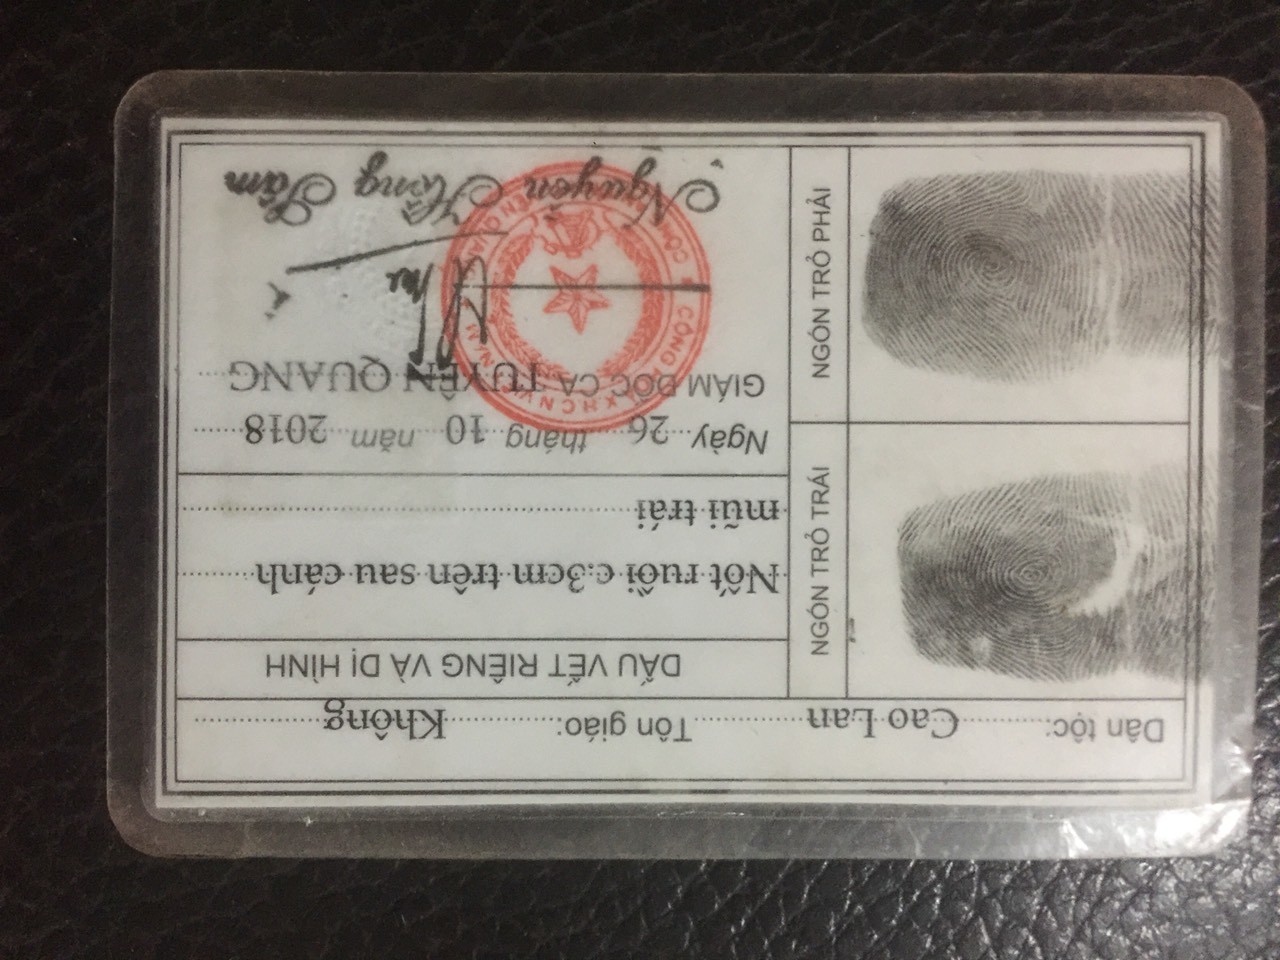 Dân tộc: Cao Lan Tôn giáo: Không
NGÓN TRỎ TRÁI
NGÓN TRỎ PHẢI
DẤU VẾT RIÊNG VÀ DỊ HÌNH
Nốt ruồi c.3cm trên sau cánh
mũi trái
Ngày 26 tháng 10 năm 2018
GIÁM ĐỐC CA TUYÊN QUANG
Nguyễn Hồng Tâm